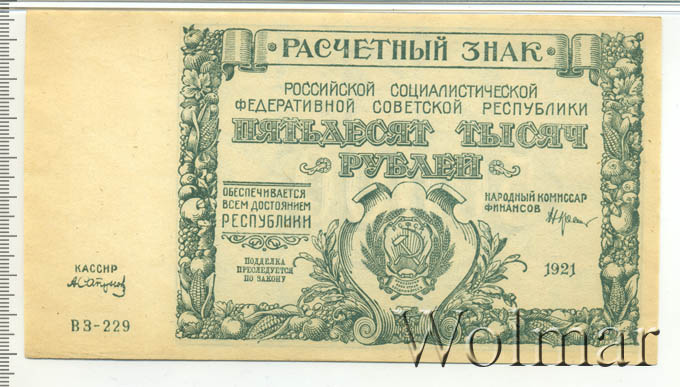 РАСЧЕТНЫЙ ЗНАК
РОССИЙСКОЙ СОЦИАЛИСТИЧЕСКОЙ
ФЕДЕРАТИВНОЙ СОВЕТСКОЙ РЕСПУБЛИКИ
ПЯТЬДЕСЯТ ТЫСЯЧ
РУБЛЕЙ
ОБЕСПЕЧИВАЕТСЯ
ВСЕМ ДОСТОЯНИЕМ
РЕСПУБЛИКИ
НАРОДНЫЙ КОМИССАР
ФИНАНСОВ
ПОДДЕЛКА
ПРЕСЛЕДУЕТСЯ
ПО ЗАКОНУ
1921
КАССИР
ВЗ-229
Wolmar